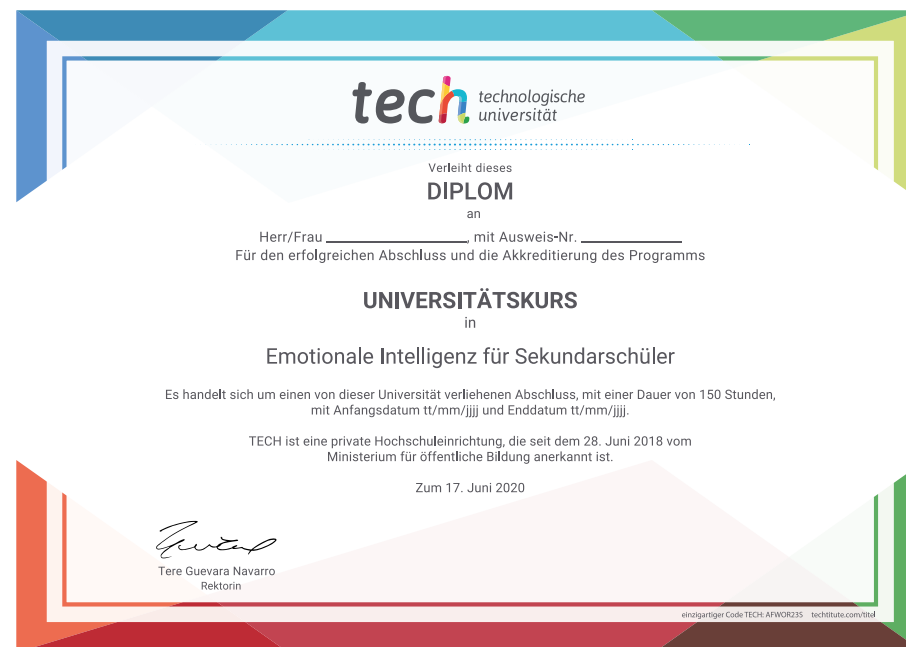 tech technologische
universität
Verleiht dieses
DIPLOM
an
Herr/Frau ____________, mit Ausweis-Nr. ____________
Für den erfolgreichen Abschluss und die Akkreditierung des Programms
UNIVERSITÄTSKURS
in
Emotionale Intelligenz für Sekundarschüler
Es handelt sich um einen von dieser Universität verliehenen Abschluss, mit einer Dauer von 150 Stunden,
mit Anfangsdatum tt/mm/jjjj und Enddatum tt/mm/jjjj.
TECH ist eine private Hochschuleinrichtung, die seit dem 28. Juni 2018 vom
Ministerium für öffentliche Bildung anerkannt ist.
Zum 17. Juni 2020
Tere Guevara Navarro
Rektorin
einzigartiger Code TECH: AFWOR23S techtitute.com/titel